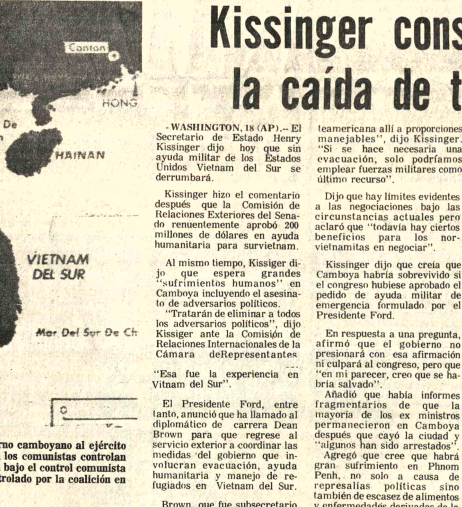 Kissinger cons
la caída de t
Canton
HONG
De
HAINAN
VIETNAM
DEL SUR
Mar Del Sur De Ch
rno camboyano al ejército
los comunistas controlan
bajo el control comunista
trolado por la coalición en
- WASHINGTON, 18 (AP).-- El
Secretario de Estado Henry
Kissinger dijo hoy que sin
ayuda militar de los Estados
Unidos Vietnam del Sur se
derrumbará.
Kissinger hizo el comentario
después que la Comisión de
Relaciones Exteriores del Sena-
do renuentemente aprobó 200
millones de dólares en ayuda
humanitaria para survietnam.
Al mismo tiempo, Kissiger di-
jo que espera grandes
"sufrimientos humanos" en
Camboya incluyendo el asesina-
to de adversarios políticos.
"Tratarán de eliminar a todos
los adversarios políticos", dijo
Kissiger ante la Comisión de
Relaciones Internacionales de la
Cámara deRepresentantes
"Esa fue la experiencia en
Vitnam del Sur".
El Presidente Ford, entre
tanto, anunció que ha llamado al
diplomático de carrera Dean
Brown para que regrese al
servicio exterior a coordinar las
medidas 'del gobierno que in-
volucran evacuación, ayuda
humanitaria y manejo de re-
fugiados en Vietnam del Sur.
Brown, que fue subsecretario
teamericana allí a proporciones
manejables", dijo Kissinger.
"Si se hace necesaria una
evacuación, solo podríamos
emplear fuerzas militares como
último recurso".
Dijo que hay límites evidentes
a las negociaciones bajo las
circunstancias actuales pero
aclaró que "todavía hay ciertos
beneficios para los nor-
vietnamitas en negociar".
Kissinger dijo que creía que
Camboya habría sobrevivido si
el congreso hubiese aprobado el
pedido de ayuda militar de
emergencia formulado por el
Presidente Ford.
En respuesta a una pregunta,
afirmó que el gobierno no
presionará con esa afirmación
ni culpará al congreso, pero que
"en mi parecer, creo que se ha-
bría salvado".
Añadió que había informes
fragmentarios de que la
mayoría de los ex ministros
permanecieron en Camboya
después que cayó la ciudad y
"algunos han sido arrestados".
Agregó que cree que habrá
gran sufrimiento en Phnom
Penh, no solo a causa de
represalias políticas sino
también de escasez de alimentos
y enfermedades derivadas de la